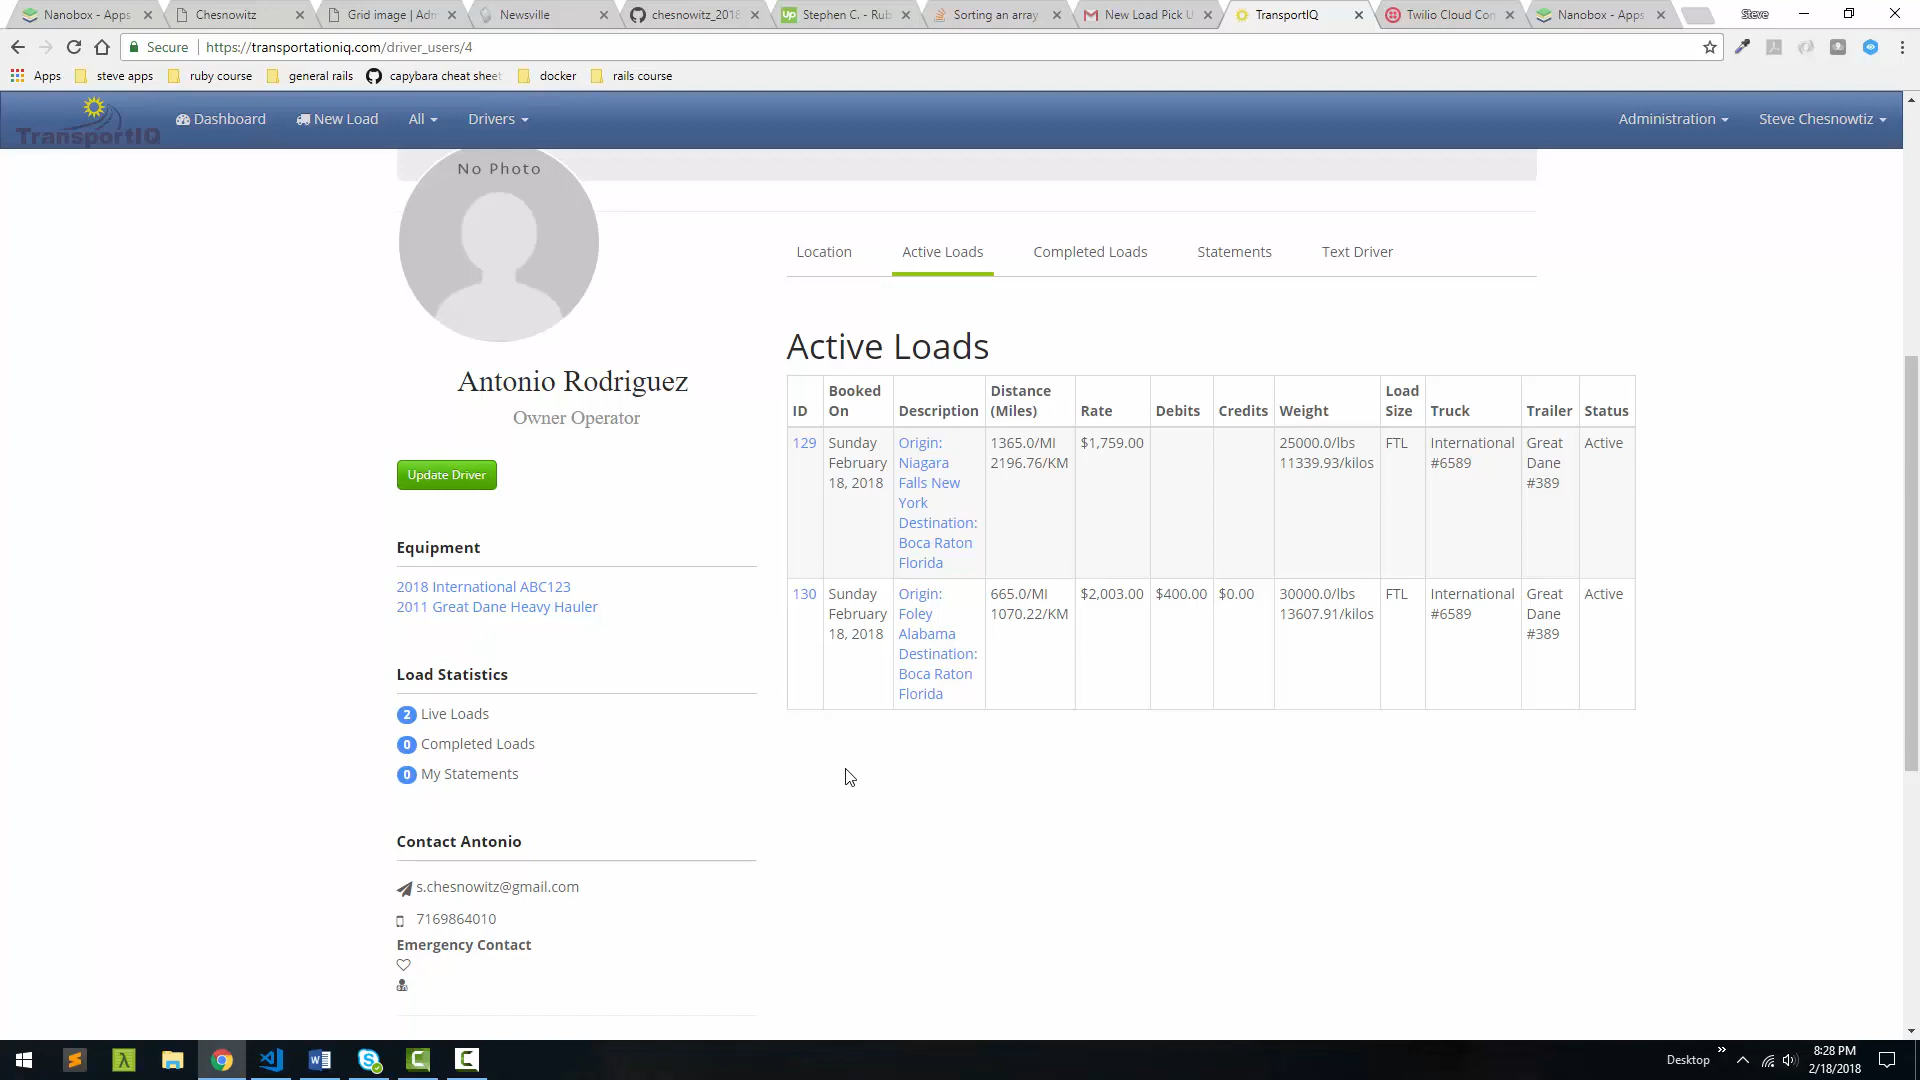 Nanobox - Apps
Chesnowitz
Grid image | Adm
Newsville
chesnowitz_2018
Stephen C. - Rub
Sorting an array
New Load Pick U
TransportIQ
Twilio Cloud Con
Nanobox - Apps
Steve
Secure
https://transportationiq.com/driver_users/4
Apps
steve apps
ruby course
general rails
capybara cheat sheet
docker
rails course
TransportIQ
Dashboard
New Load
All
Drivers
Administration
Steve Chesnowtiz
No Photo
Location
Active Loads
Completed Loads
Statements
Text Driver
Antonio Rodriguez
Owner Operator
Update Driver
Equipment
2018 International ABC123
2011 Great Dane Heavy Hauler
Load Statistics
2 Live Loads
0 Completed Loads
0 My Statements
Contact Antonio
s.chesnowitz@gmail.com
7169864010
Emergency Contact
Active Loads
ID
Booked
On
Description
Distance
(Miles)
Rate
Debits
Credits
Weight
Load
Size
Truck
Trailer
Status
129
Sunday
February
18, 2018
Origin:
Niagara
Falls New
York
Destination:
Boca Raton
Florida
1365.0/MI
2196.76/KM
$1,759.00
25000.0/lbs
11339.93/kilos
FTL
International
#6589
Great
Dane
#389
Active
130
Sunday
February
18, 2018
Origin:
Foley
Alabama
Destination:
Boca Raton
Florida
665.0/MI
1070.22/KM
$2,003.00
$400.00
$0.00
30000.0/lbs
13607.91/kilos
FTL
International
#6589
Great
Dane
#389
Active
Desktop
8:28 PM
2/18/2018